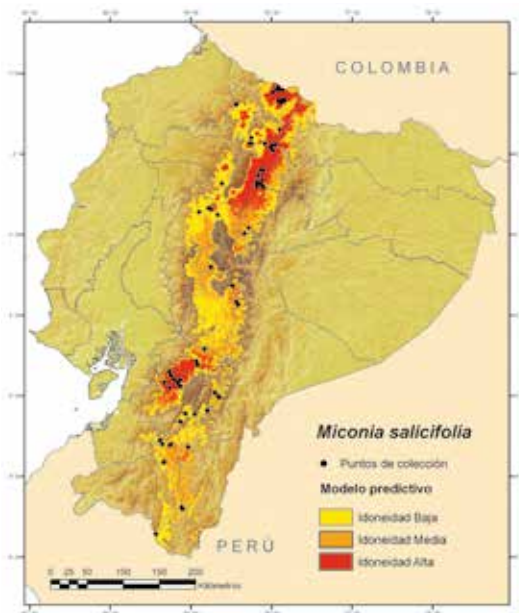 COLOMBIA
Miconia salicifolia
Puntos de colección
Modelo predictivo
Idoneidad Baja
Idoneidad Media
Idoneidad Alta
PERÚ
0 25 50 100 150 200
Kilometros